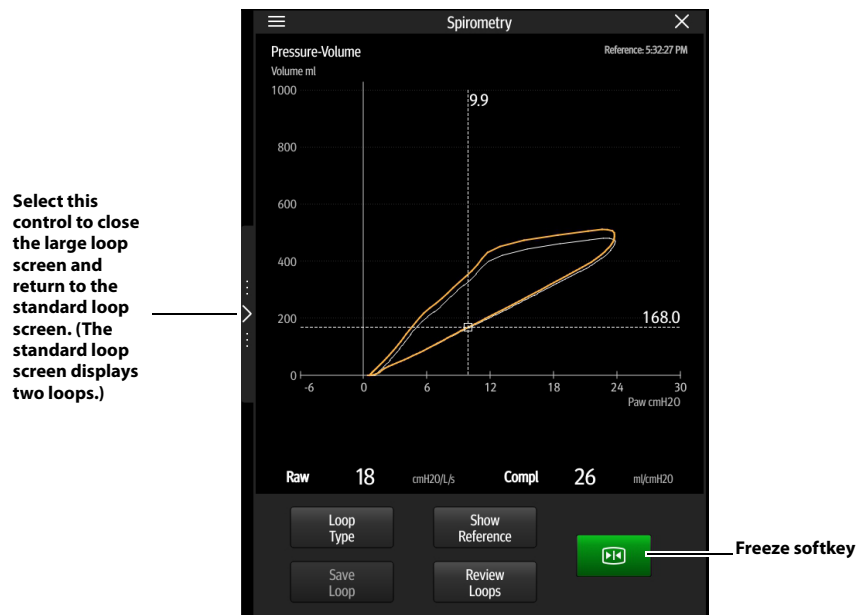 Spirometry
Pressure-Volume
Reference: 5:32:27 PM
Volume ml
1000
9.9
800
600
400
200
168.0
0
-6 0 6 12 18 24 30
Paw cmH2O
Raw 18 cmH20/L/s Compl 26 ml/cmH20
Loop
Type
Show
Reference
Save
Loop
Review
Loops
Select this
control to close
the large loop
screen and
return to the
standard loop
screen. (The
standard loop
screen displays
two loops.)
Freeze softkey